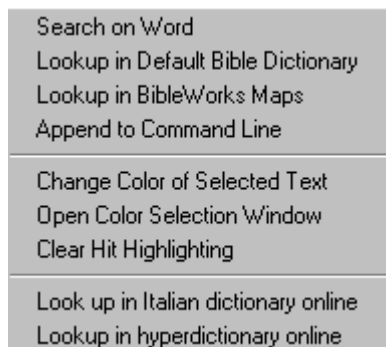 Search on Word
Lookup in Default Bible Dictionary
Lookup in BibleWorks Maps
Append to Command Line
Change Color of Selected Text
Open Color Selection Window
Clear Hit Highlighting
Look up in Italian dictionary online
Lookup in hyperdictionary online